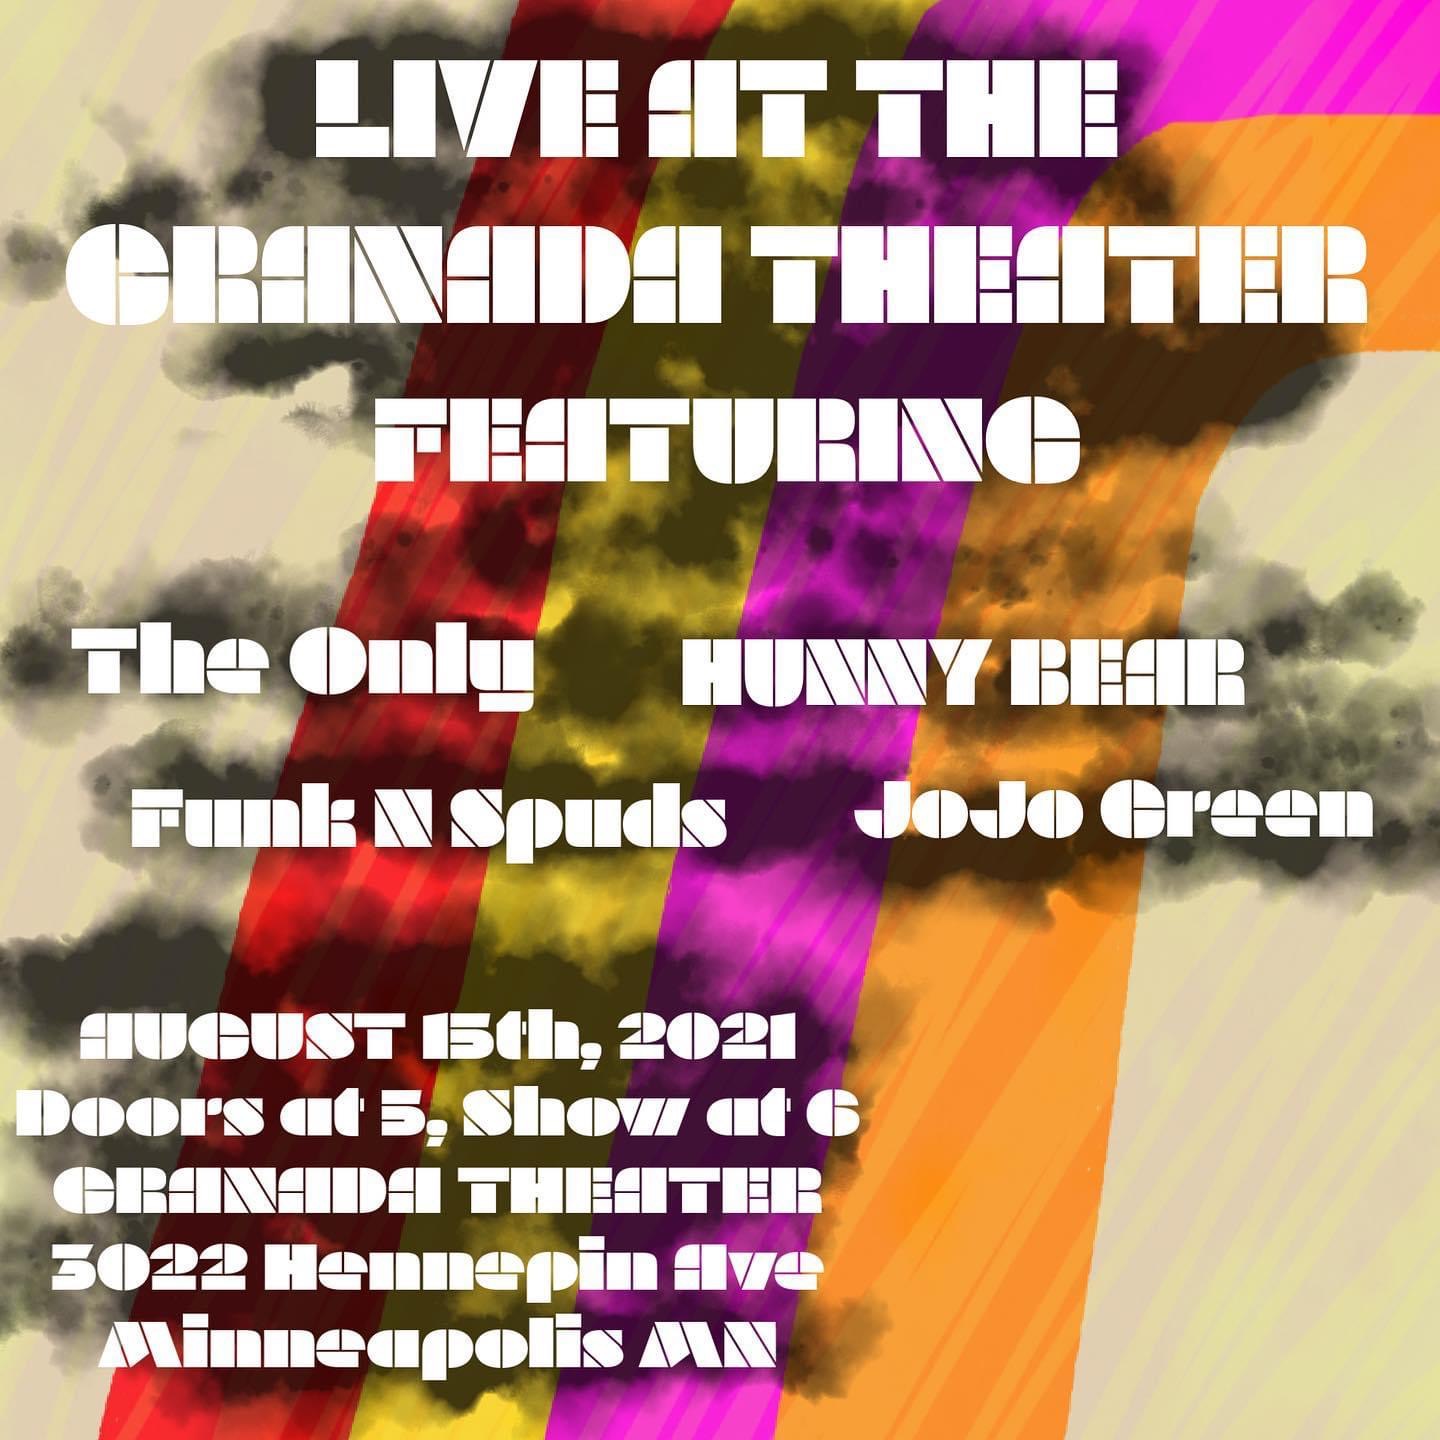 LIVE AT THE
GRANADA THEATER
FEATURING
The Only
HUNNY BEAR
Funk N Spuds
JoJo Green
AUGUST 15th, 2021
Doors at 5, Show at 6
GRANADA THEATER
3022 Hennepin Ave
Minneapolis MN